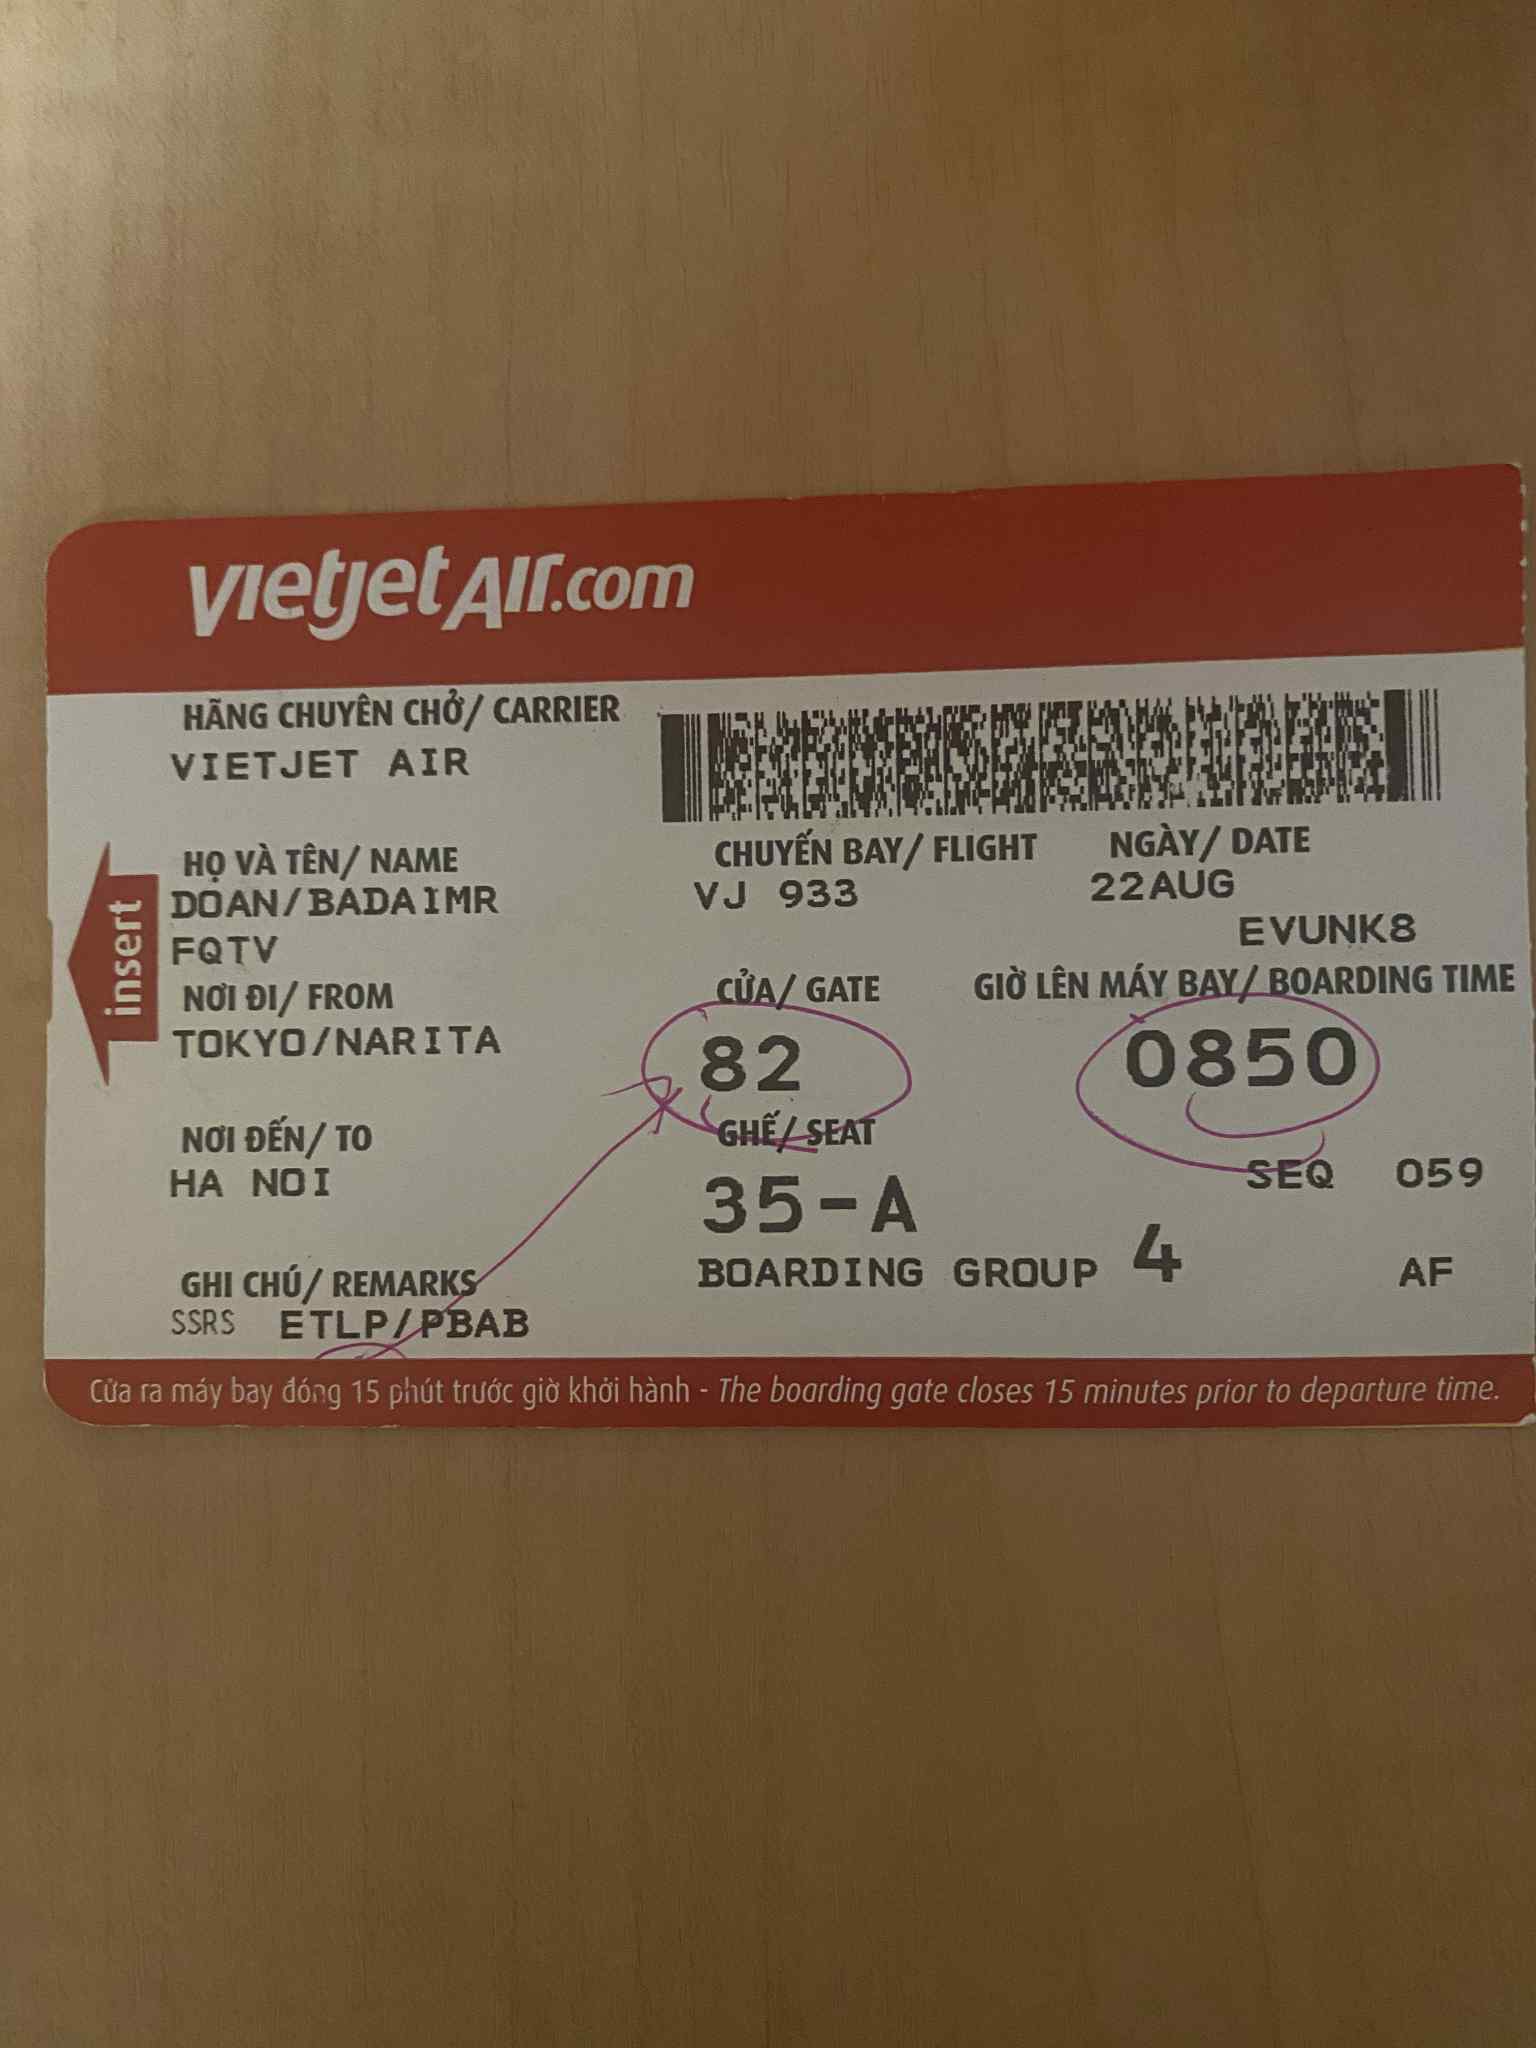 vietjetAir.com
HÃNG CHUYÊN CHỞ/ CARRIER
VIETJET AIR
HỌ VÀ TÊN/ NAME
DOAN/BADAIMR
FQTV
CHUYẾN BAY/ FLIGHT
VJ 933
NGÀY/ DATE
22AUG
EVUNK8
insert
NƠI ĐI/ FROM
TOKYO/NARITA
CỬA/ GATE
82
GIỜ LÊN MÁY BAY/ BOARDING TIME
0850
NƠI ĐẾN/ TO
HA NOI
GHẾ/ SEAT
35-A
SEQ 059
BOARDING GROUP 4
AF
GHI CHÚ/ REMARKS
SSRS ETLP/PBAB
Cửa ra máy bay đóng 15 phút trước giờ khởi hành - The boarding gate closes 15 minutes prior to departure time.